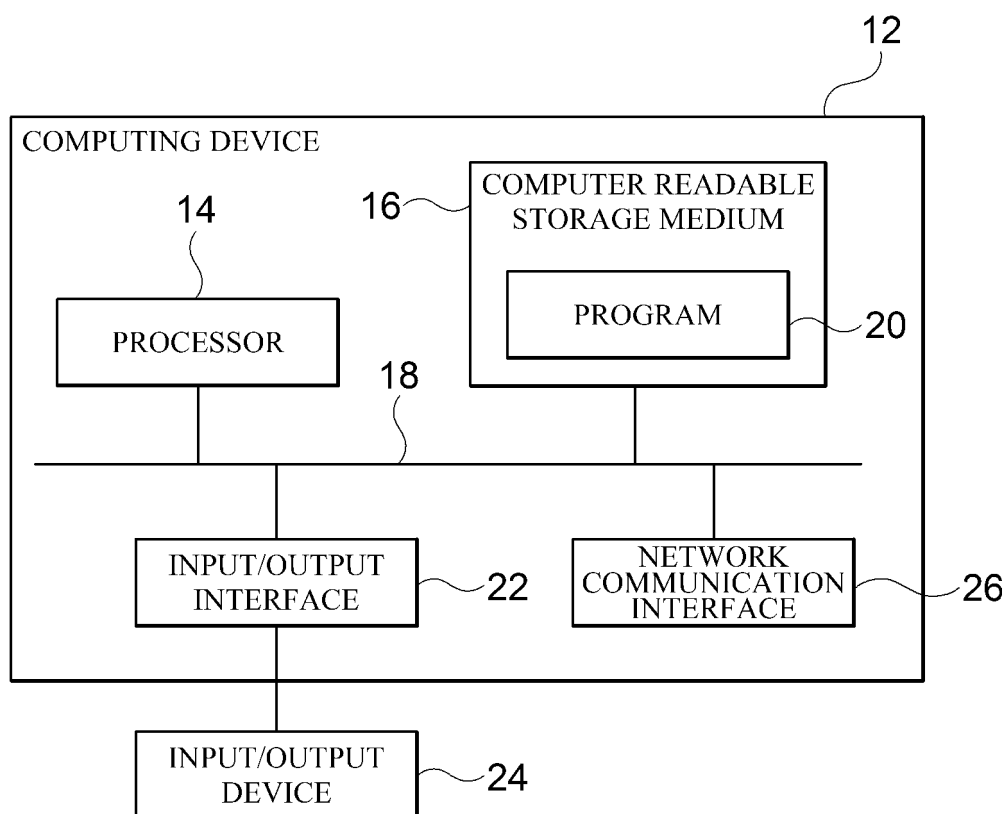 12
COMPUTING DEVICE
16
COMPUTER READABLE
STORAGE MEDIUM
14
PROCESSOR
PROGRAM
20
18
INPUT/OUTPUT
INTERFACE
22
NETWORK
COMMUNICATION
INTERFACE
26
INPUT/OUTPUT
DEVICE
24